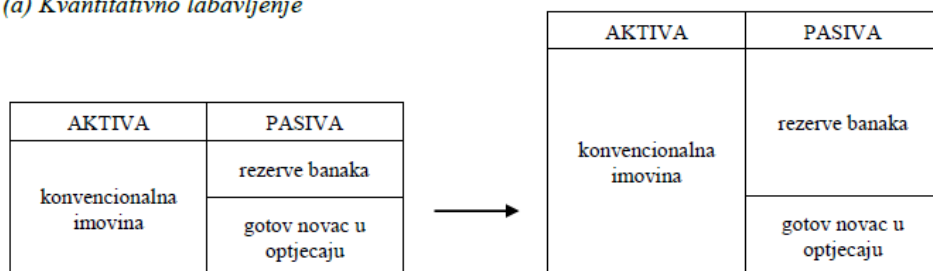 (a) Kvantitativno labavljenje
AKTIVA
PASIVA
konvencionalna
imovina
rezerve banaka
gotov novac u
optjecaju
AKTIVA
PASIVA
konvencionalna
imovina
rezerve banaka
gotov novac u
optjecaju